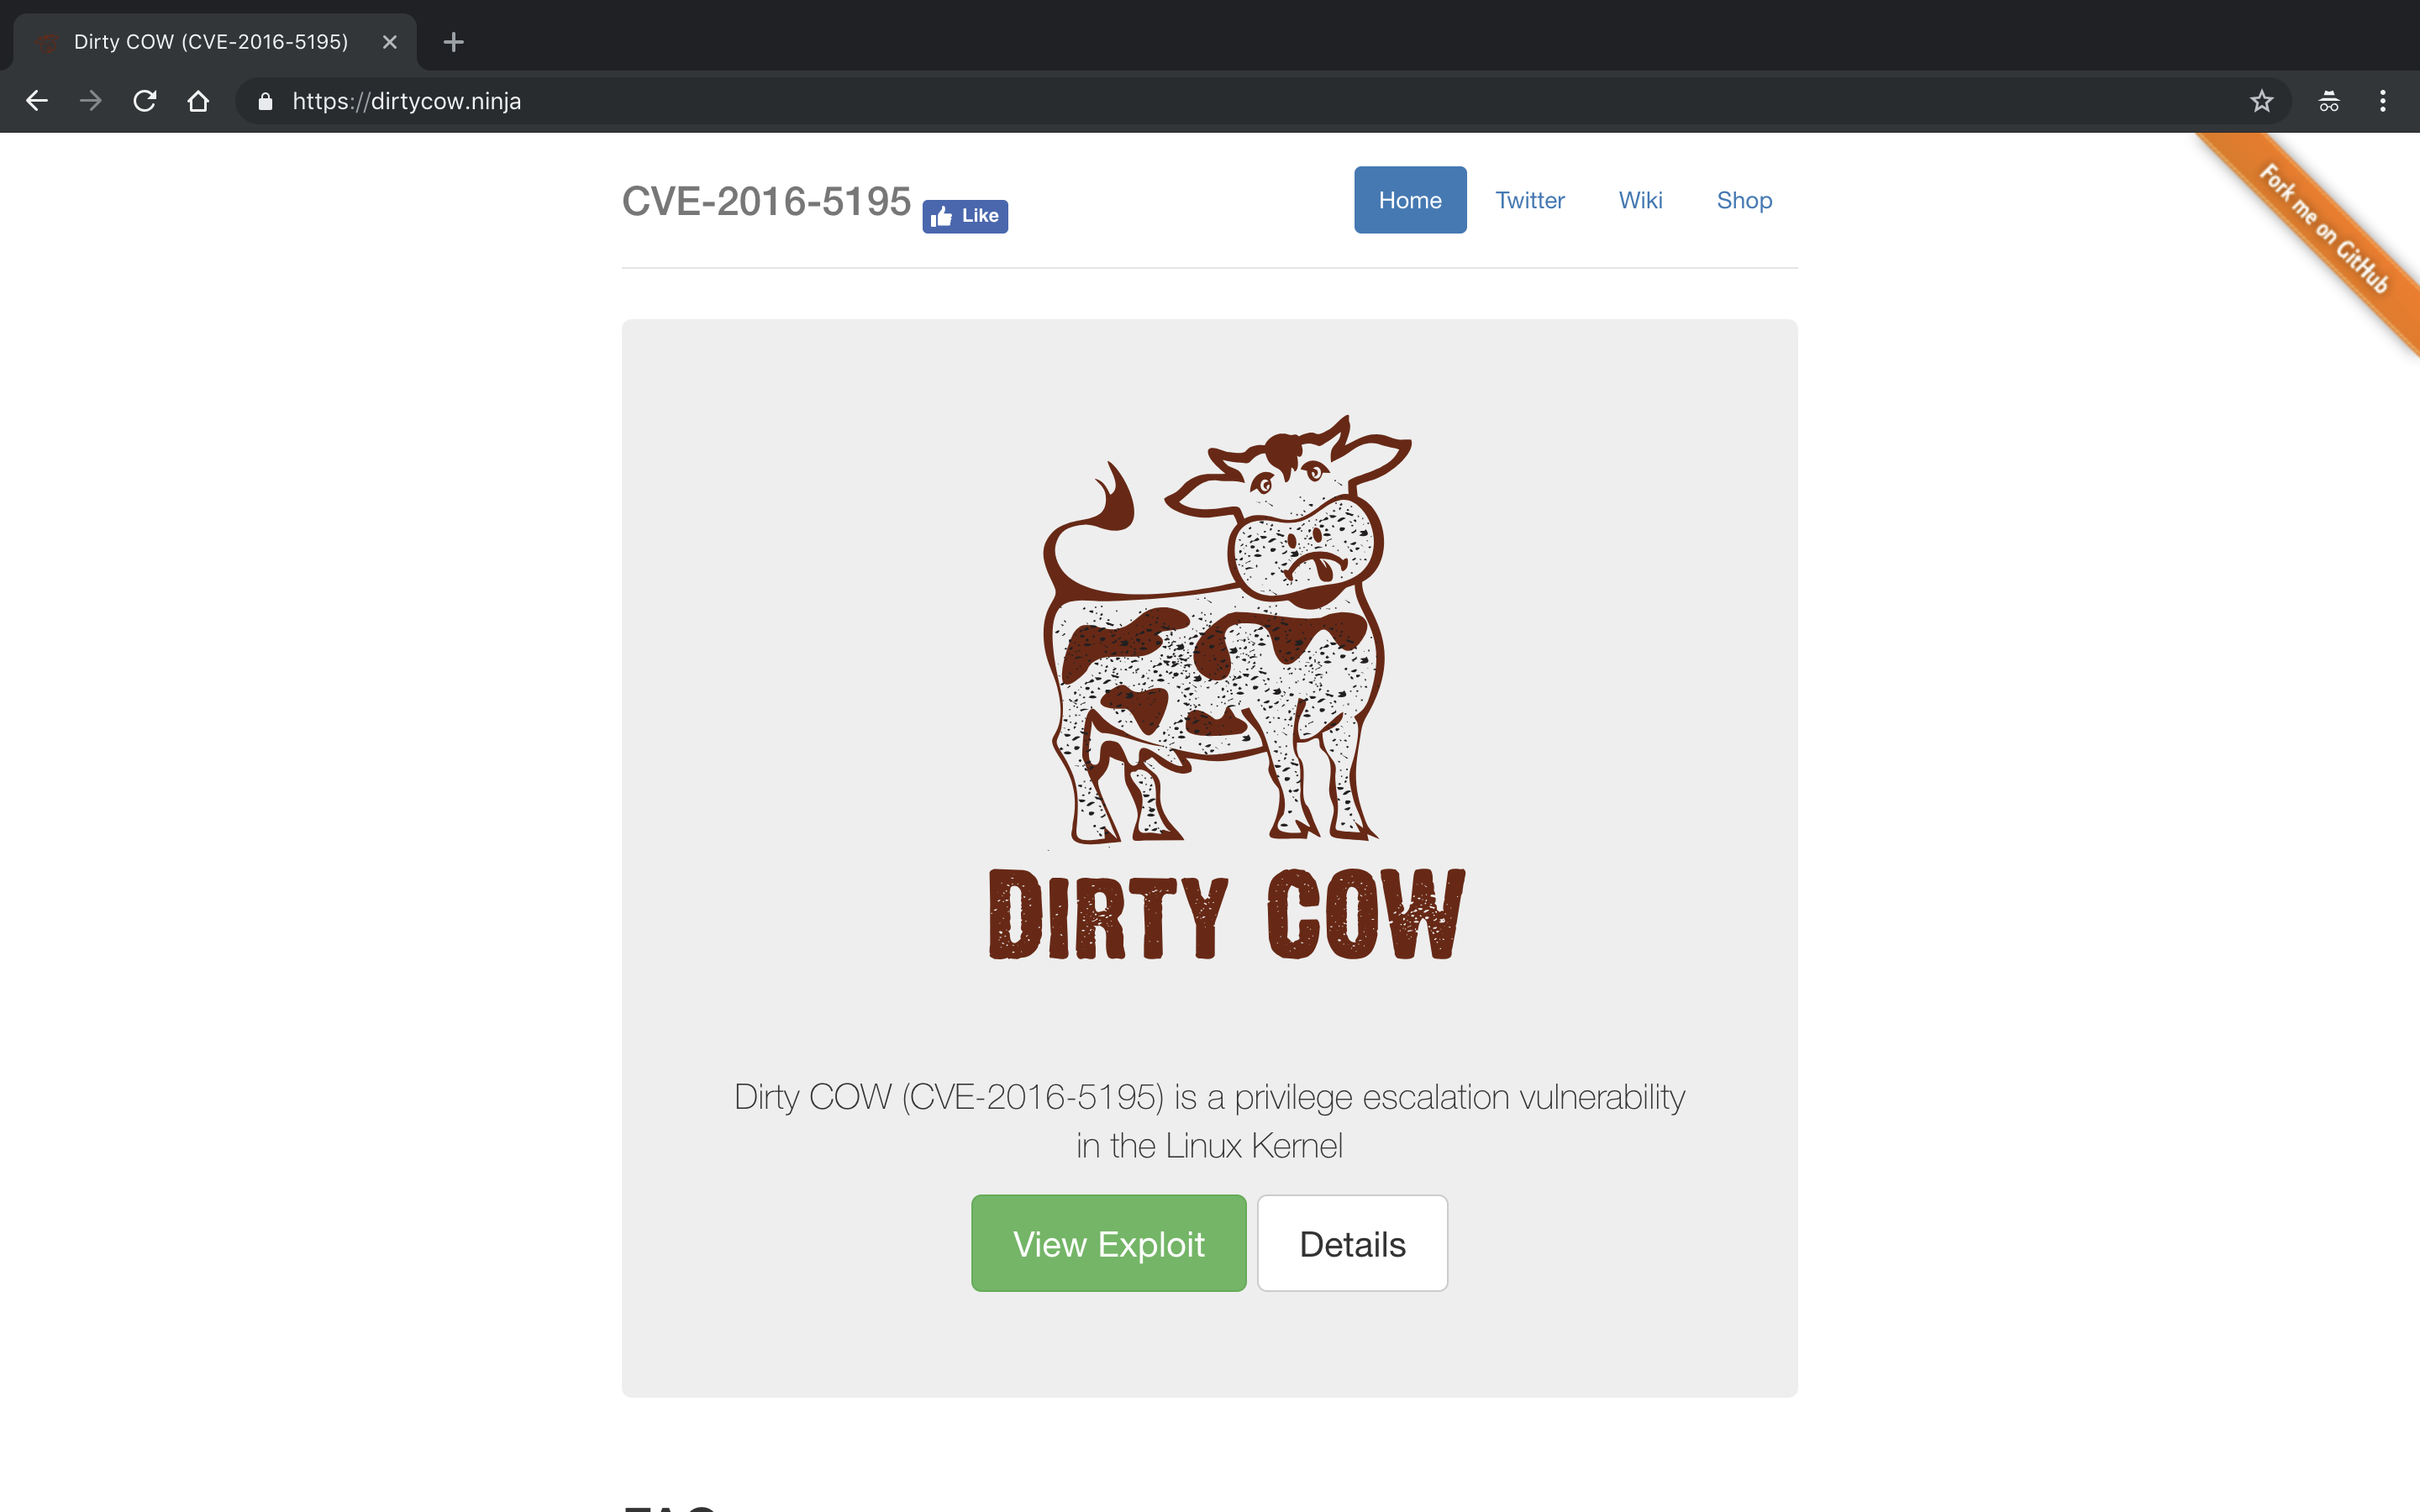 Dirty COW (CVE-2016-5195)
https://dirtycow.ninja
CVE-2016-5195
Like
Home
Twitter
Wiki
Shop
Fork me on GitHub
DIRTY COW
Dirty COW (CVE-2016-5195) is a privilege escalation vulnerability
in the Linux Kernel
View Exploit
Details